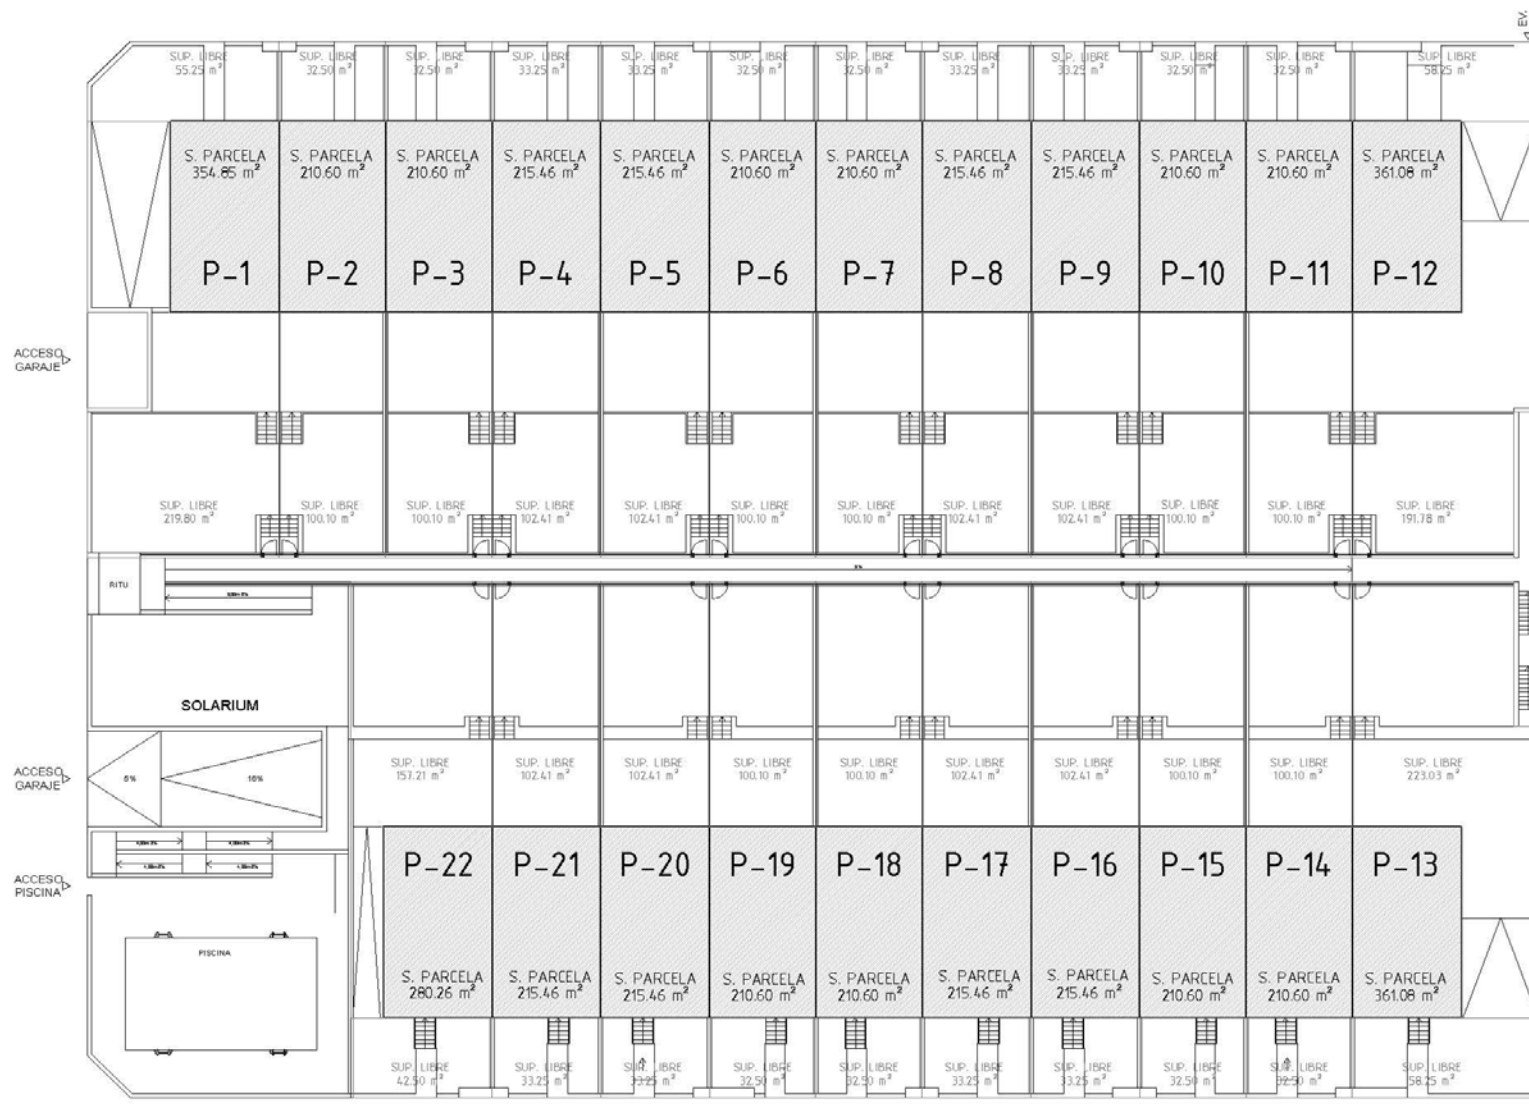 EV.
SUP. LIBRE
55.25 m²
SUP. LIBRE
32.50 m²
SUP. LIBRE
32.50 m²
SUP. LIBRE
33.25 m²
SUP. LIBRE
33.25 m²
SUP. LIBRE
32.50 m²
SUP. LIBRE
32.50 m²
SUP. LIBRE
33.25 m²
SUP. LIBRE
33.25 m²
SUP. LIBRE
32.50 m²
SUP. LIBRE
32.50 m²
SUP. LIBRE
58.25 m²
S. PARCELA
354.85 m²
P-1
S. PARCELA
210.60 m²
P-2
S. PARCELA
210.60 m²
P-3
S. PARCELA
215.46 m²
P-4
S. PARCELA
215.46 m²
P-5
S. PARCELA
210.60 m²
P-6
S. PARCELA
210.60 m²
P-7
S. PARCELA
215.46 m²
P-8
S. PARCELA
215.46 m²
P-9
S. PARCELA
210.60 m²
P-10
S. PARCELA
210.60 m²
P-11
S. PARCELA
361.08 m²
P-12
ACCESO
GARAJE
SUP. LIBRE
219.80 m²
SUP. LIBRE
100.10 m²
SUP. LIBRE
100.10 m²
SUP. LIBRE
102.41 m²
SUP. LIBRE
102.41 m²
SUP. LIBRE
100.10 m²
SUP. LIBRE
100.10 m²
SUP. LIBRE
102.41 m²
SUP. LIBRE
102.41 m²
SUP. LIBRE
100.10 m²
SUP. LIBRE
100.10 m²
SUP. LIBRE
191.78 m²
RITU
SOLARIUM
ACCESO
GARAJE
6%
16%
SUP. LIBRE
157.21 m²
SUP. LIBRE
102.41 m²
SUP. LIBRE
102.41 m²
SUP. LIBRE
100.10 m²
SUP. LIBRE
100.10 m²
SUP. LIBRE
102.41 m²
SUP. LIBRE
102.41 m²
SUP. LIBRE
100.10 m²
SUP. LIBRE
100.10 m²
SUP. LIBRE
223.03 m²
ACCESO
PISCINA
PISCINA
P-22
S. PARCELA
280.26 m²
P-21
S. PARCELA
215.46 m²
P-20
S. PARCELA
215.46 m²
P-19
S. PARCELA
210.60 m²
P-18
S. PARCELA
210.60 m²
P-17
S. PARCELA
215.46 m²
P-16
S. PARCELA
215.46 m²
P-15
S. PARCELA
210.60 m²
P-14
S. PARCELA
210.60 m²
P-13
S. PARCELA
361.08 m²
SUP. LIBRE
42.50 m²
SUP. LIBRE
33.25 m²
SUP. LIBRE
33.25 m²
SUP. LIBRE
32.50 m²
SUP. LIBRE
32.50 m²
SUP. LIBRE
33.25 m²
SUP. LIBRE
33.25 m²
SUP. LIBRE
32.50 m²
SUP. LIBRE
32.50 m²
SUP. LIBRE
58.25 m²